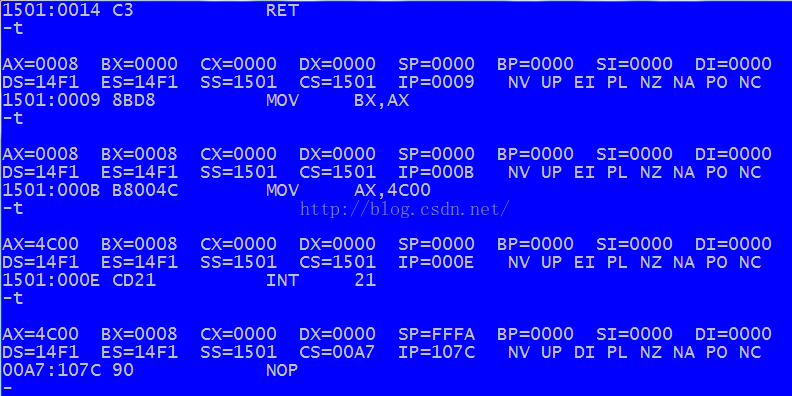 1501:0014 C3            RET
-t
AX=0008  BX=0000  CX=0000  DX=0000  SP=0000  BP=0000  SI=0000  DI=0000
DS=14F1  ES=14F1  SS=1501  CS=1501  IP=0009   NV UP EI PL NZ NA PO NC
1501:0009 8BD8          MOV     BX,AX
-t
AX=0008  BX=0008  CX=0000  DX=0000  SP=0000  BP=0000  SI=0000  DI=0000
DS=14F1  ES=14F1  SS=1501  CS=1501  IP=000B   NV UP EI PL NZ NA PO NC
1501:000B B8004C        MOV     AX,4C00
-t
http://blog.csdn.net/
AX=4C00  BX=0008  CX=0000  DX=0000  SP=0000  BP=0000  SI=0000  DI=0000
DS=14F1  ES=14F1  SS=1501  CS=1501  IP=000E   NV UP EI PL NZ NA PO NC
1501:000E CD21          INT     21
-t
AX=4C00  BX=0008  CX=0000  DX=0000  SP=FFFA  BP=0000  SI=0000  DI=0000
DS=14F1  ES=14F1  SS=1501  CS=00A7  IP=107C   NV UP DI PL NZ NA PO NC
00A7:107C 90            NOP
-